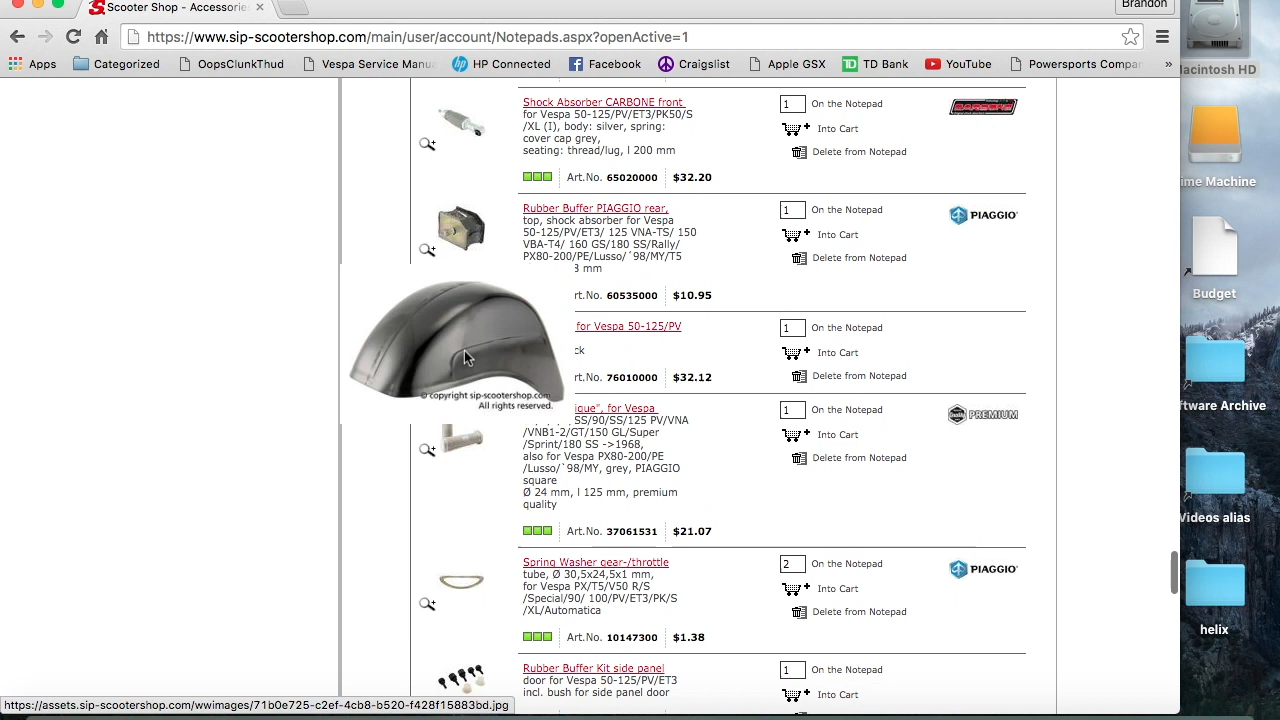 Scooter Shop - Accessorie
Brandon
https://www.sip-scootershop.com/main/user/account/Notepads.aspx?openActive=1
Apps Categorized OopsClunkThud Vespa Service Manua HP Connected Facebook Craigslist Apple GSX TD Bank YouTube Powersports Compan »
Macintosh HD
Shock Absorber CARBONE front
for Vespa 50-125/PV/ET3/PK50/S
/XL (I), body: silver, spring:
cover cap grey,
seating: thread/lug, l 200 mm
1 On the Notepad
Into Cart
Delete from Notepad
CARBONE
Art.No. 65020000 $32.20
Rubber Buffer PIAGGIO rear,
top, shock absorber for Vespa
50-125/PV/ET3/ 125 VNA-TS/ 150
VBA-T4/ 160 GS/180 SS/Rally/
PX80-200/PE/Lusso/`98/MY/T5
8 mm
1 On the Notepad
Into Cart
Delete from Notepad
PIAGGIO
rt.No. 60535000 $10.95
for Vespa 50-125/PV
ck
1 On the Notepad
Into Cart
Delete from Notepad
rt.No. 76010000 $32.12
© copyright sip-scootershop.com
All rights reserved.
ique", for Vespa
SS/90/SS/125 PV/VNA
/VNB1-2/GT/150 GL/Super
/Sprint/180 SS ->1968,
also for Vespa PX80-200/PE
/Lusso/`98/MY, grey, PIAGGIO
square
Ø 24 mm, l 125 mm, premium
quality
1 On the Notepad
Into Cart
Delete from Notepad
PREMIUM
Art.No. 37061531 $21.07
Spring Washer gear-/throttle
tube, Ø 30,5x24,5x1 mm,
for Vespa PX/T5/V50 R/S
/Special/90/ 100/PV/ET3/PK/S
/XL/Automatica
2 On the Notepad
Into Cart
Delete from Notepad
PIAGGIO
Art.No. 10147300 $1.38
Rubber Buffer Kit side panel
door for Vespa 50-125/PV/ET3
incl. bush for side panel door
1 On the Notepad
Into Cart
https://assets.sip-scootershop.com/wwimages/71b0e725-c2ef-4cb8-b520-f428f15883bd.jpg
ime Machine
Budget
ftware Archive
Videos alias
helix